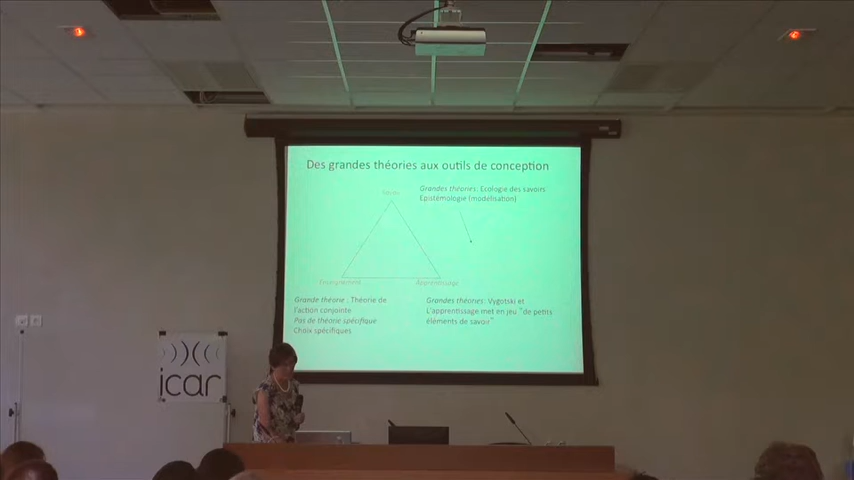 Des grandes théories aux outils de conception
Grandes théories: Ecologie des savoirs
Epistémologie (modélisation)
Savoir
Enseignement
Apprentissage
Grande théorie : Théorie de
l'action conjointe
Pas de théorie spécifique
Choix spécifiques
Grandes théories: Vygotski et
L'apprentissage met en jeu "de petits
éléments de savoir"
icar